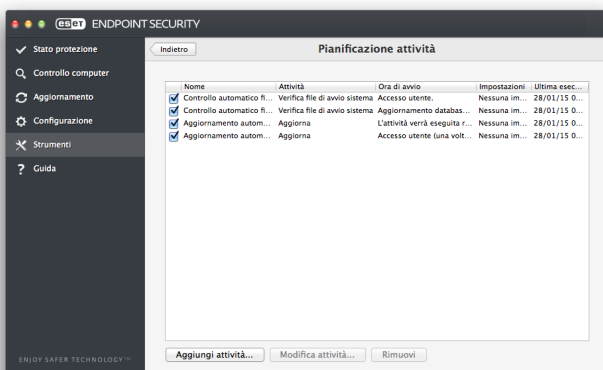 eset ENDPOINT SECURITY
Stato protezione
Controllo computer
Aggiornamento
Configurazione
Strumenti
Guida
ENJOY SAFER TECHNOLOGY™
Indietro
Pianificazione attività
Nome Attività Ora di avvio Impostazioni Ultima esec...
Controllo automatico fi... Verifica file di avvio sistema Accesso utente. Nessuna im... 28/01/15 0...
Controllo automatico fi... Verifica file di avvio sistema Aggiornamento databas... Nessuna im... 28/01/15 0...
Aggiornamento autom... Aggiorna L'attività verrà eseguita r... Nessuna im... 28/01/15 0...
Aggiornamento autom... Aggiorna Accesso utente (una volt... Nessuna im... 28/01/15 0...
Aggiungi attività... Modifica attività... Rimuovi